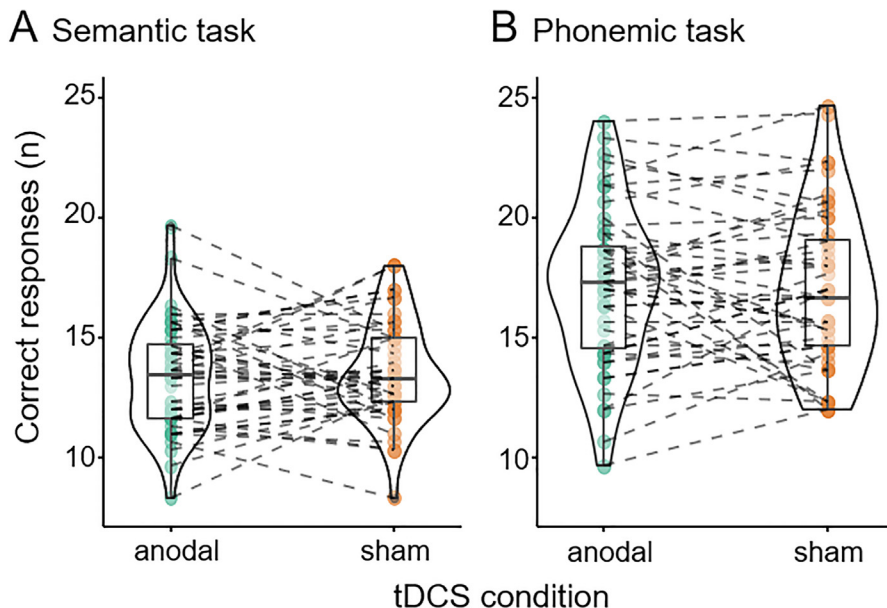 A Semantic task
B Phonemic task
Correct responses (n)
25
20
15
10
25
20
15
10
anodal
sham
anodal
sham
tDCS condition